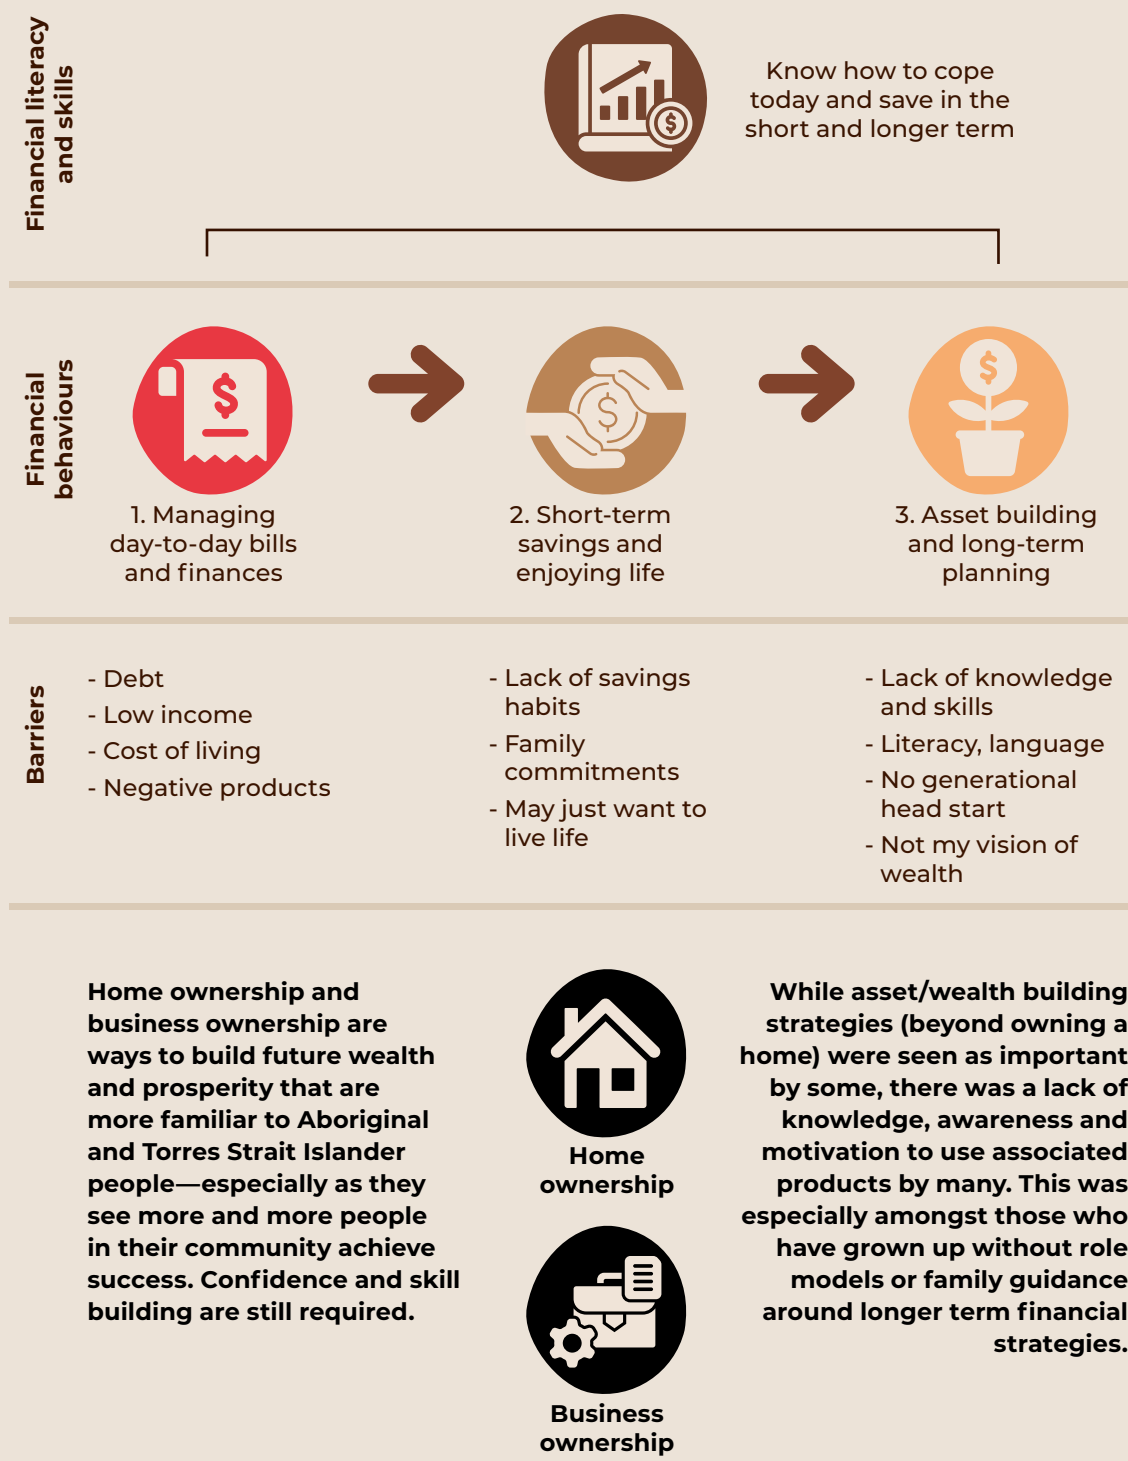 Financial literacy
and skills
Know how to cope
today and save in the
short and longer term
Financial
behaviours
1. Managing
day-to-day bills
and finances
2. Short-term
savings and
enjoying life
3. Asset building
and long-term
planning
Barriers
- Debt
- Low income
- Cost of living
- Negative products
- Lack of savings
habits
- Family
commitments
- May just want to
live life
- Lack of knowledge
and skills
- Literacy, language
- No generational
head start
- Not my vision of
wealth
Home ownership and
business ownership are
ways to build future wealth
and prosperity that are
more familiar to Aboriginal
and Torres Strait Islander
people—especially as they
see more and more people
in their community achieve
success. Confidence and skill
building are still required.
Home
ownership
Business
ownership
While asset/wealth building
strategies (beyond owning a
home) were seen as important
by some, there was a lack of
knowledge, awareness and
motivation to use associated
products by many. This was
especially amongst those who
have grown up without role
models or family guidance
around longer term financial
strategies.